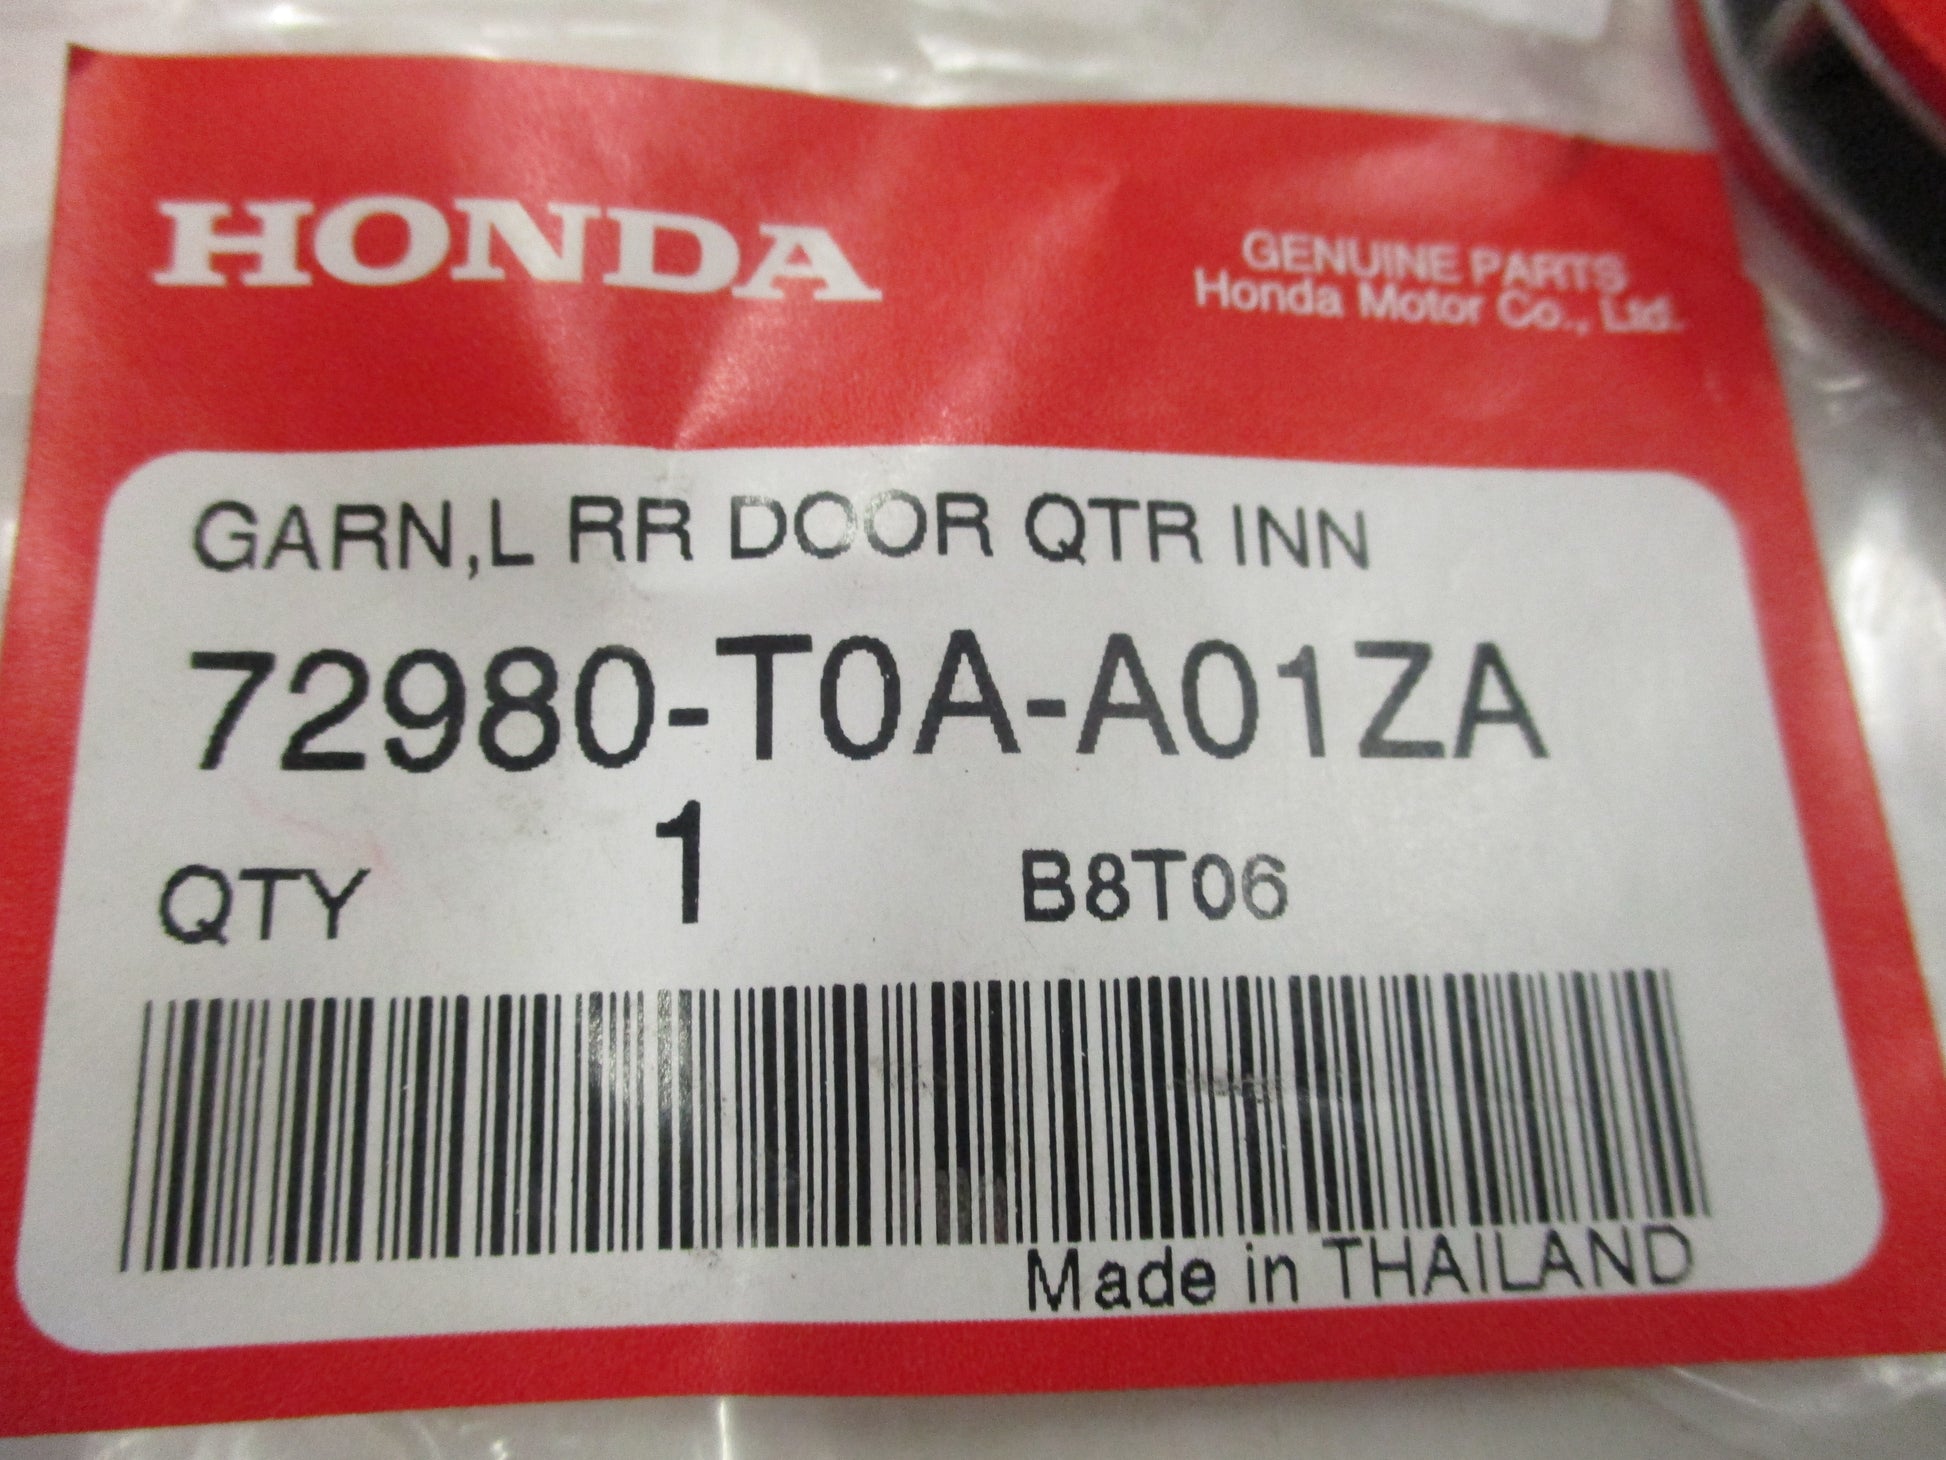 HONDA
GENUINE PARTS
Honda Motor Co., Ltd.
GARN,L RR DOOR QTR INN
72980-T0A-A01ZA
QTY 1 B8T06
Made in THAILAND